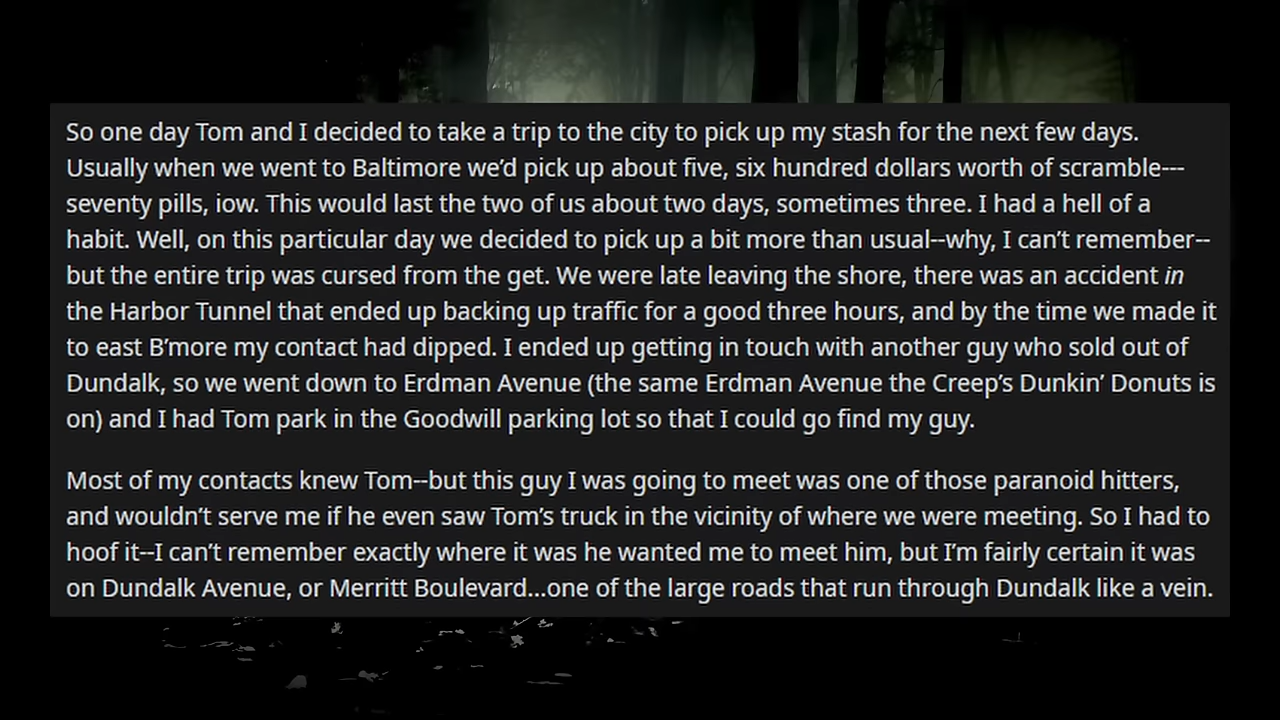 So one day Tom and I decided to take a trip to the city to pick up my stash for the next few days.
Usually when we went to Baltimore we’d pick up about five, six hundred dollars worth of scramble---
seventy pills, iow. This would last the two of us about two days, sometimes three. I had a hell of a
habit. Well, on this particular day we decided to pick up a bit more than usual--why, I can’t remember--
but the entire trip was cursed from the get. We were late leaving the shore, there was an accident in
the Harbor Tunnel that ended up backing up traffic for a good three hours, and by the time we made it
to east B’more my contact had dipped. I ended up getting in touch with another guy who sold out of
Dundalk, so we went down to Erdman Avenue (the same Erdman Avenue the Creep’s Dunkin’ Donuts is
on) and I had Tom park in the Goodwill parking lot so that I could go find my guy.
Most of my contacts knew Tom--but this guy I was going to meet was one of those paranoid hitters,
and wouldn’t serve me if he even saw Tom’s truck in the vicinity of where we were meeting. So I had to
hoof it--I can’t remember exactly where it was he wanted me to meet him, but I’m fairly certain it was
on Dundalk Avenue, or Merritt Boulevard...one of the large roads that run through Dundalk like a vein.